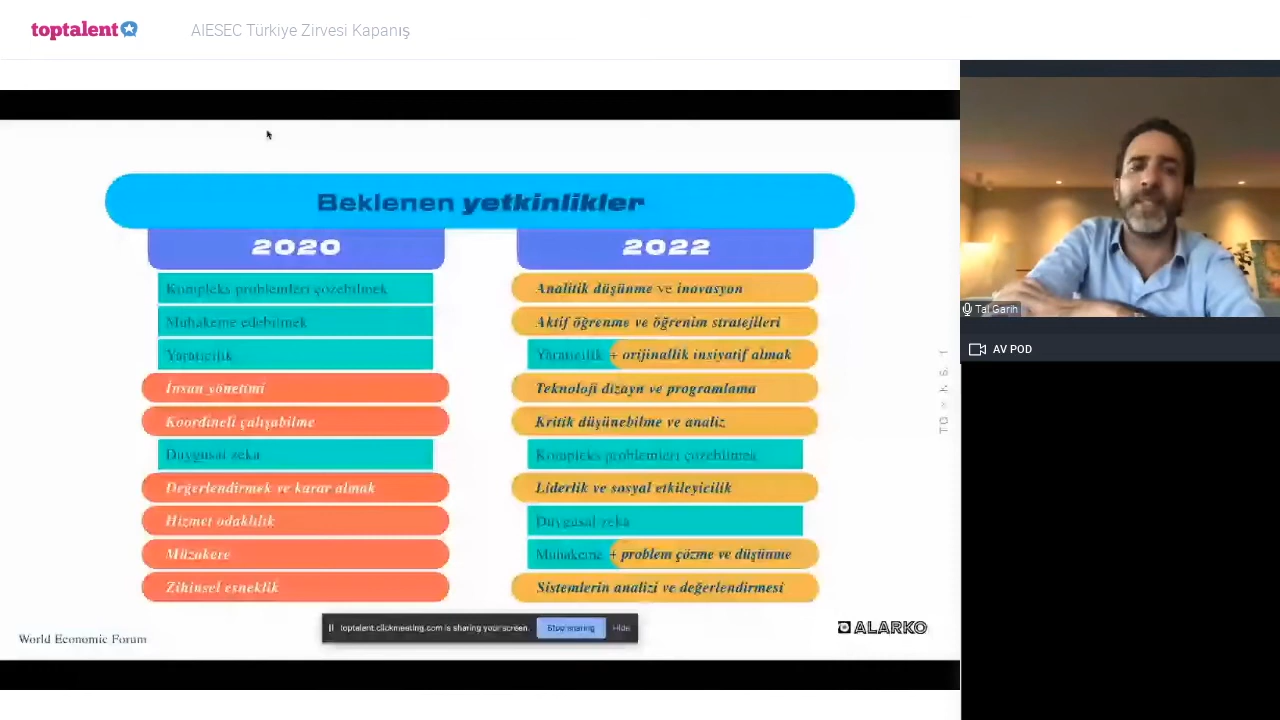 toptalent
AIESEC Türkiye Zirvesi Kapanış
Beklenen yetkinlikler
2020
2022
Kompleks problemleri çözebilmek
Muhakeme edebilmek
Yaratıcılık
İnsan yönetimi
Koordineli çalışabilme
Duygusal zeka
Değerlendirmek ve karar almak
Hizmet odaklılık
Müzakere
Zihinsel esneklik
Analitik düşünme ve inovasyon
Aktif öğrenme ve öğrenim stratejileri
Yaratıcılık + orijinallik insiyatif almak
Teknoloji dizayn ve programlama
Kritik düşünebilme ve analiz
Kompleks problemleri çözebilme
Liderlik ve sosyal etkileyicilik
Duygusal zeka
Muhakeme + problem çözme ve düşünme
Sistemlerin analizi ve değerlendirmesi
toptalent.clickmeeting.com is sharing your screen.
Stop sharing
Hide
World Economic Forum
ALARKO
Tal Garih
AV POD